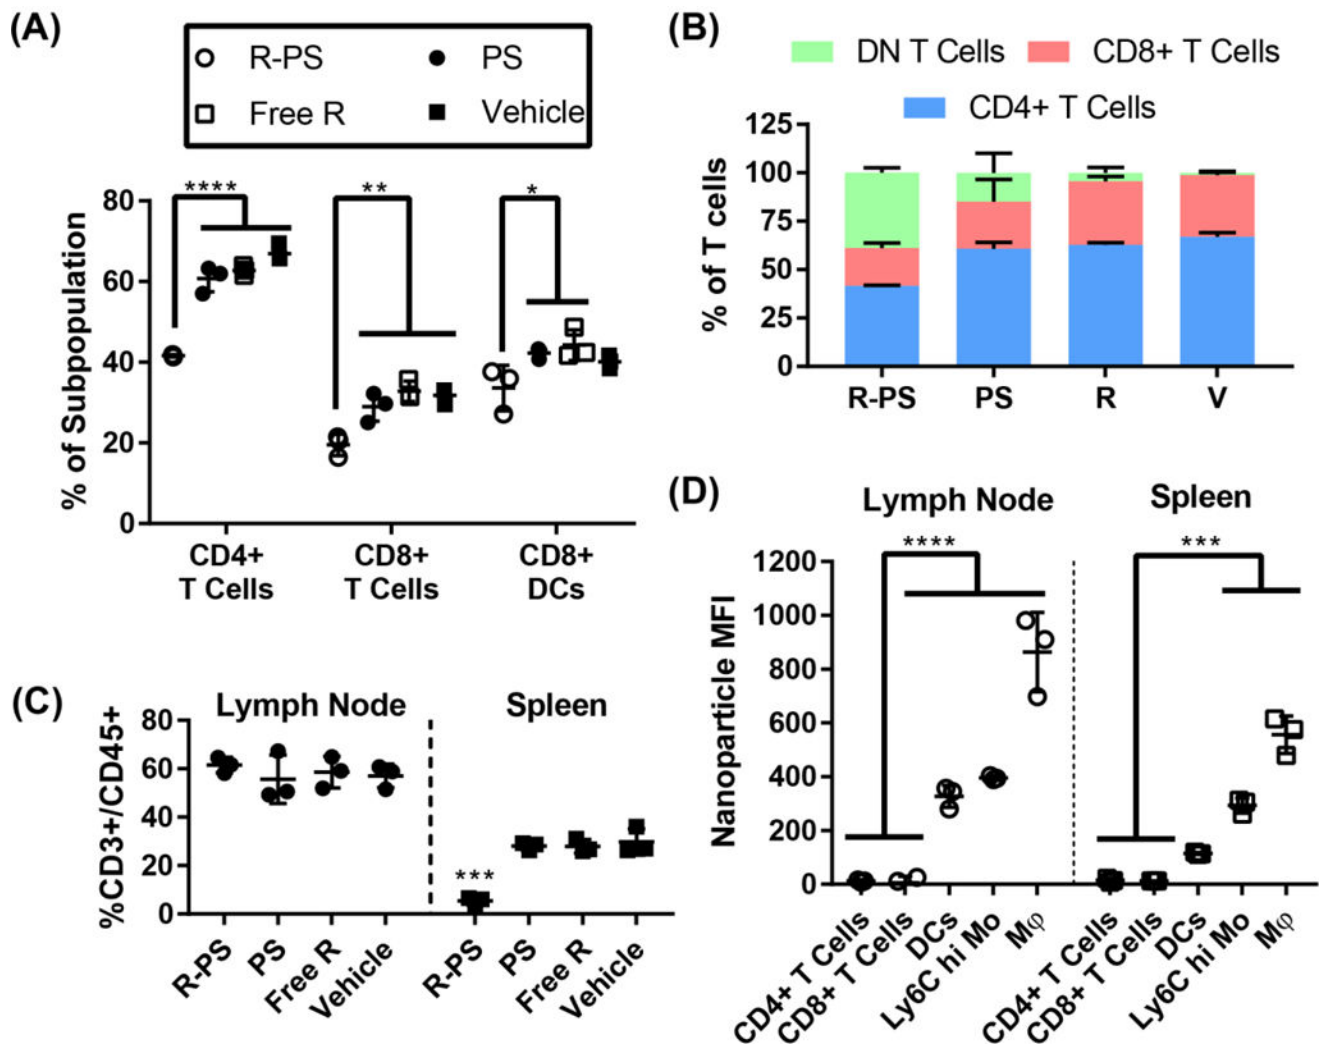 (A)
R-PS
PS
Free R
Vehicle
80
60
40
20
0
% of Subpopulation
****
**
*
CD4+
T Cells
CD8+
T Cells
CD8+
DCs
(B)
DN T Cells
CD8+ T Cells
CD4+ T Cells
125
100
75
50
25
0
% of T cells
R-PS
PS
R
V
(C)
Lymph Node
Spleen
80
60
40
20
0
%CD3+/CD45+
***
R-PS
PS
Free R
Vehicle
R-PS
PS
Free R
Vehicle
(D)
Lymph Node
Spleen
****
***
1200
1000
800
600
400
200
0
Nanoparticle MFI
CD4+ T Cells
CD8+ T Cells
DCs
Ly6C hi Mo
Mφ
CD4+ T Cells
CD8+ T Cells
DCs
Ly6C hi Mo
Mφ